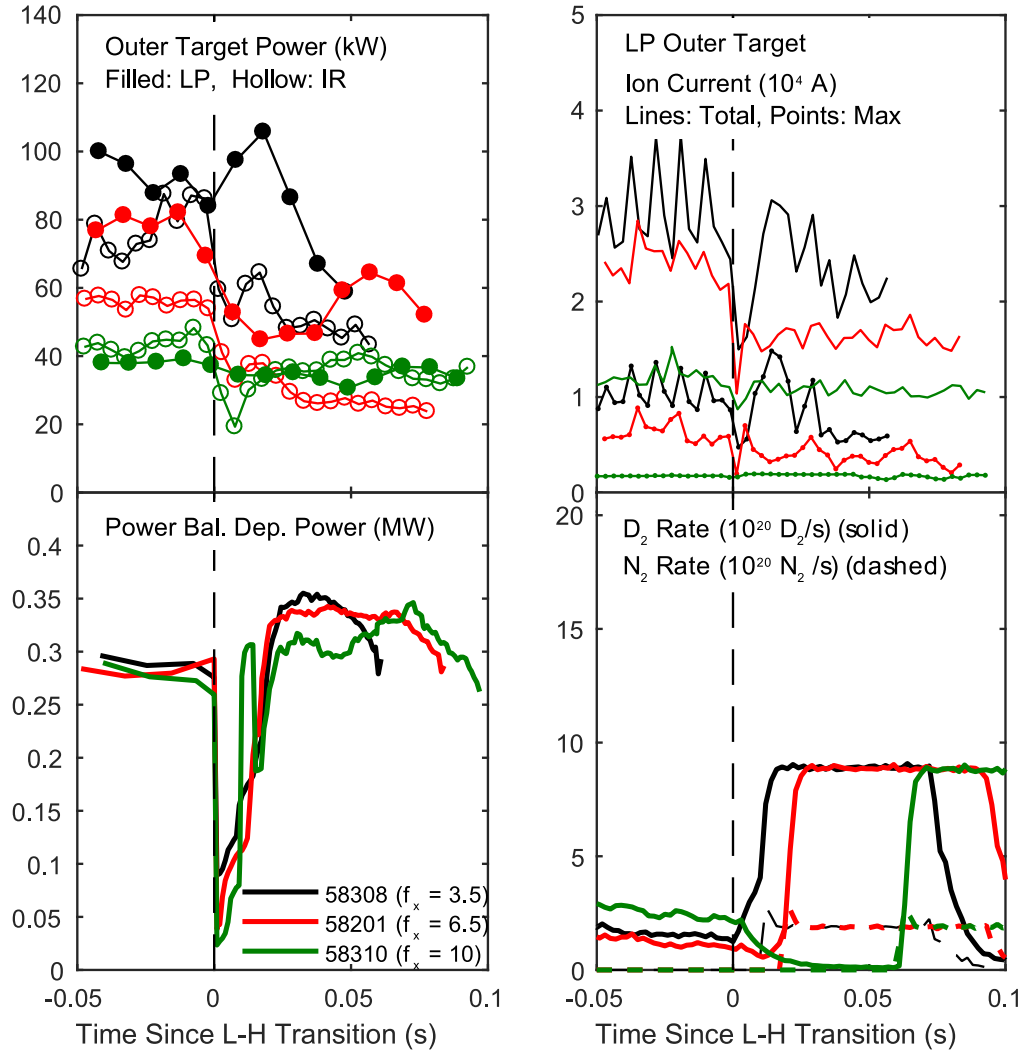 140
120
100
80
60
40
20
0
Outer Target Power (kW)
Filled: LP, Hollow: IR
5
4
3
2
1
0
LP Outer Target
Ion Current (10⁴ A)
Lines: Total, Points: Max
0.4
0.35
0.3
0.25
0.2
0.15
0.1
0.05
0
Power Bal. Dep. Power (MW)
58308 (f_x = 3.5)
58201 (f_x = 6.5)
58310 (f_x = 10)
-0.05 0 0.05 0.1
Time Since L-H Transition (s)
20
15
10
5
0
D₂ Rate (10²⁰ D₂/s) (solid)
N₂ Rate (10²⁰ N₂ /s) (dashed)
-0.05 0 0.05 0.1
Time Since L-H Transition (s)